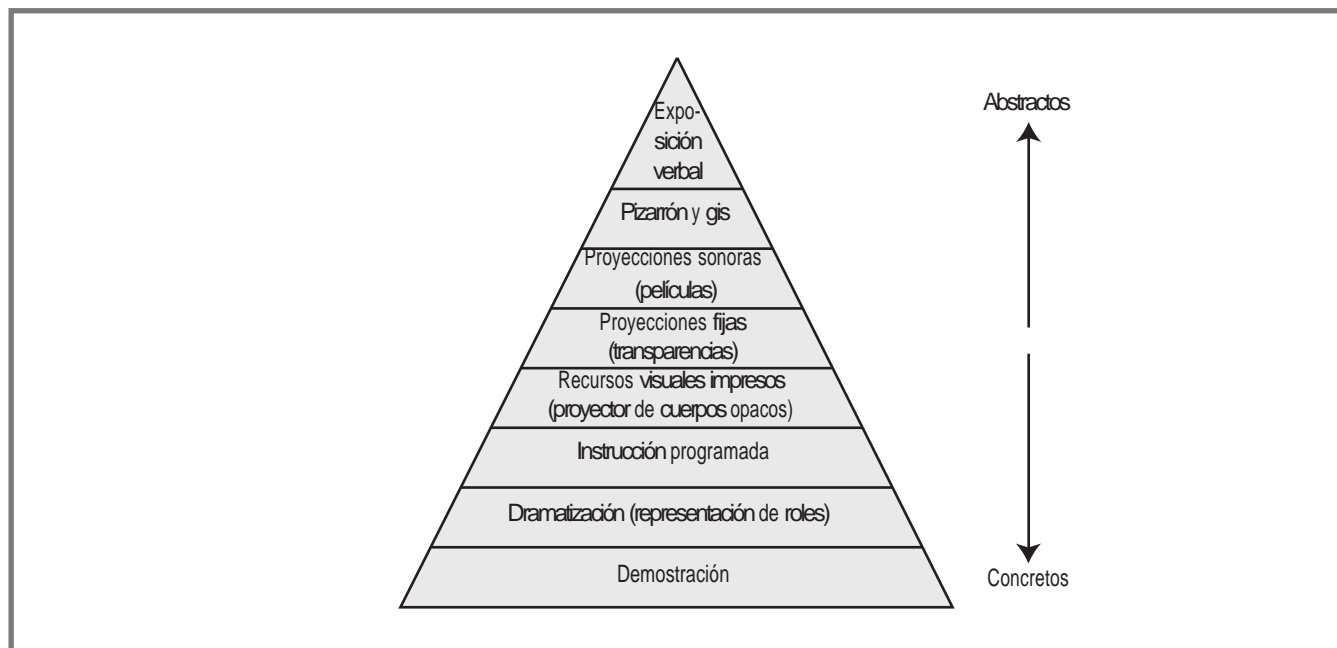 Expo-
sición
verbal
Pizarrón y gis
Proyecciones sonoras
(películas)
Proyecciones fijas
(transparencias)
Recursos visuales impresos
(proyector de cuerpos opacos)
Instrucción programada
Dramatización (representación de roles)
Demostración
Abstractos
Concretos